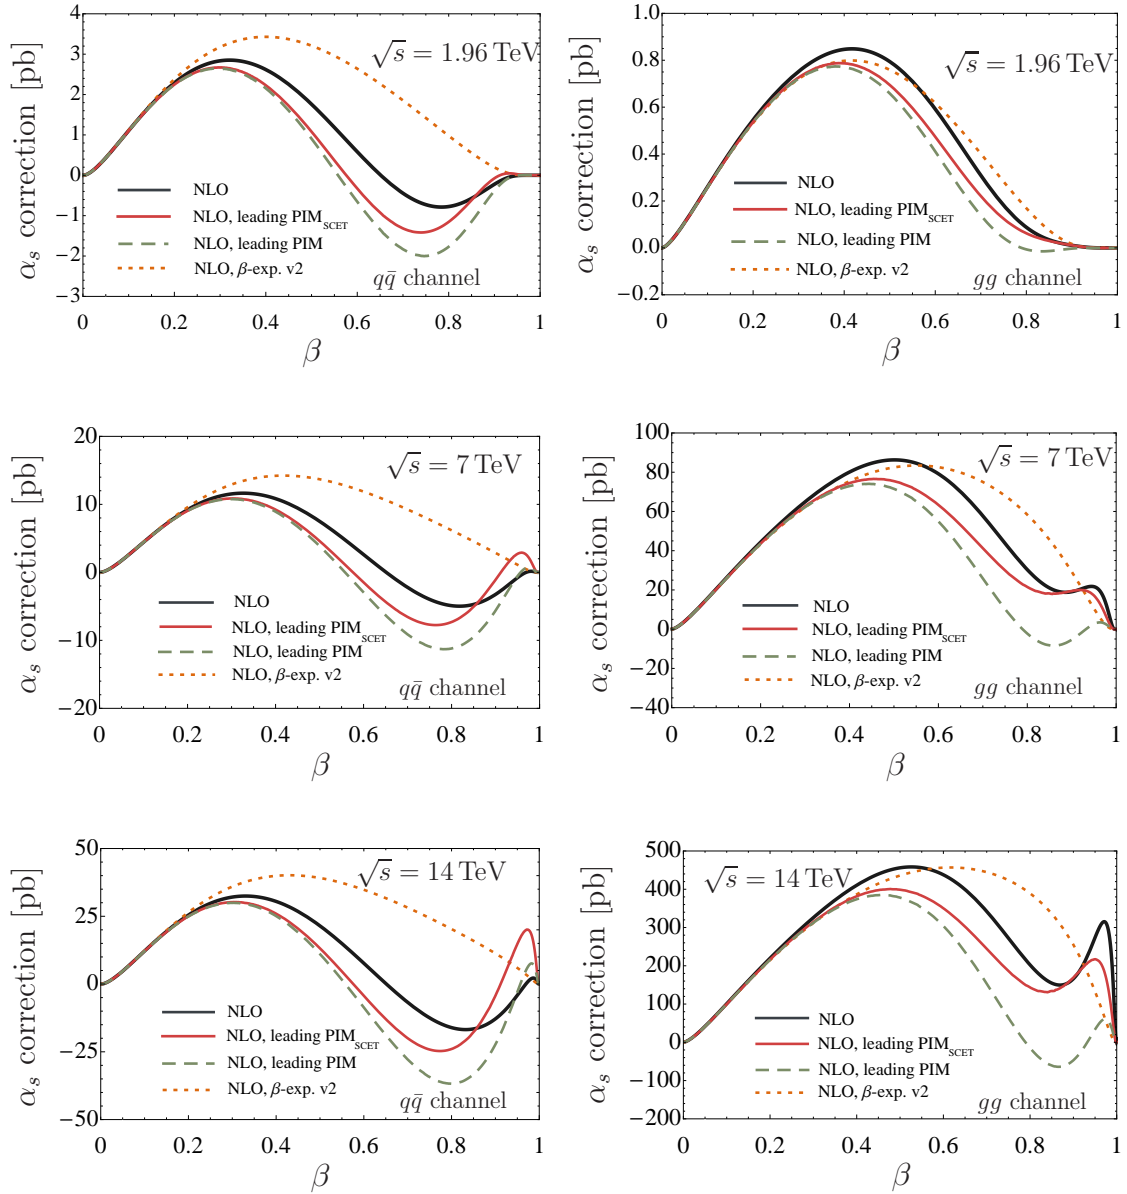 4
3
2
1
0
−1
−2
−3
α_s correction [pb]
√s = 1.96 TeV
NLO
NLO, leading PIM_SCET
NLO, leading PIM
NLO, β-exp. v2
qq̄ channel
0 0.2 0.4 0.6 0.8 1
β
1.0
0.8
0.6
0.4
0.2
0.0
−0.2
α_s correction [pb]
√s = 1.96 TeV
NLO
NLO, leading PIM_SCET
NLO, leading PIM
NLO, β-exp. v2
gg channel
0 0.2 0.4 0.6 0.8 1
β
20
10
0
−10
−20
α_s correction [pb]
√s = 7 TeV
NLO
NLO, leading PIM_SCET
NLO, leading PIM
NLO, β-exp. v2
qq̄ channel
0 0.2 0.4 0.6 0.8 1
β
100
80
60
40
20
0
−20
−40
α_s correction [pb]
√s = 7 TeV
NLO
NLO, leading PIM_SCET
NLO, leading PIM
NLO, β-exp. v2
gg channel
0 0.2 0.4 0.6 0.8 1
β
50
25
0
−25
−50
α_s correction [pb]
√s = 14 TeV
NLO
NLO, leading PIM_SCET
NLO, leading PIM
NLO, β-exp. v2
qq̄ channel
0 0.2 0.4 0.6 0.8 1
β
500
400
300
200
100
0
−100
−200
α_s correction [pb]
√s = 14 TeV
NLO
NLO, leading PIM_SCET
NLO, leading PIM
NLO, β-exp. v2
gg channel
0 0.2 0.4 0.6 0.8 1
β